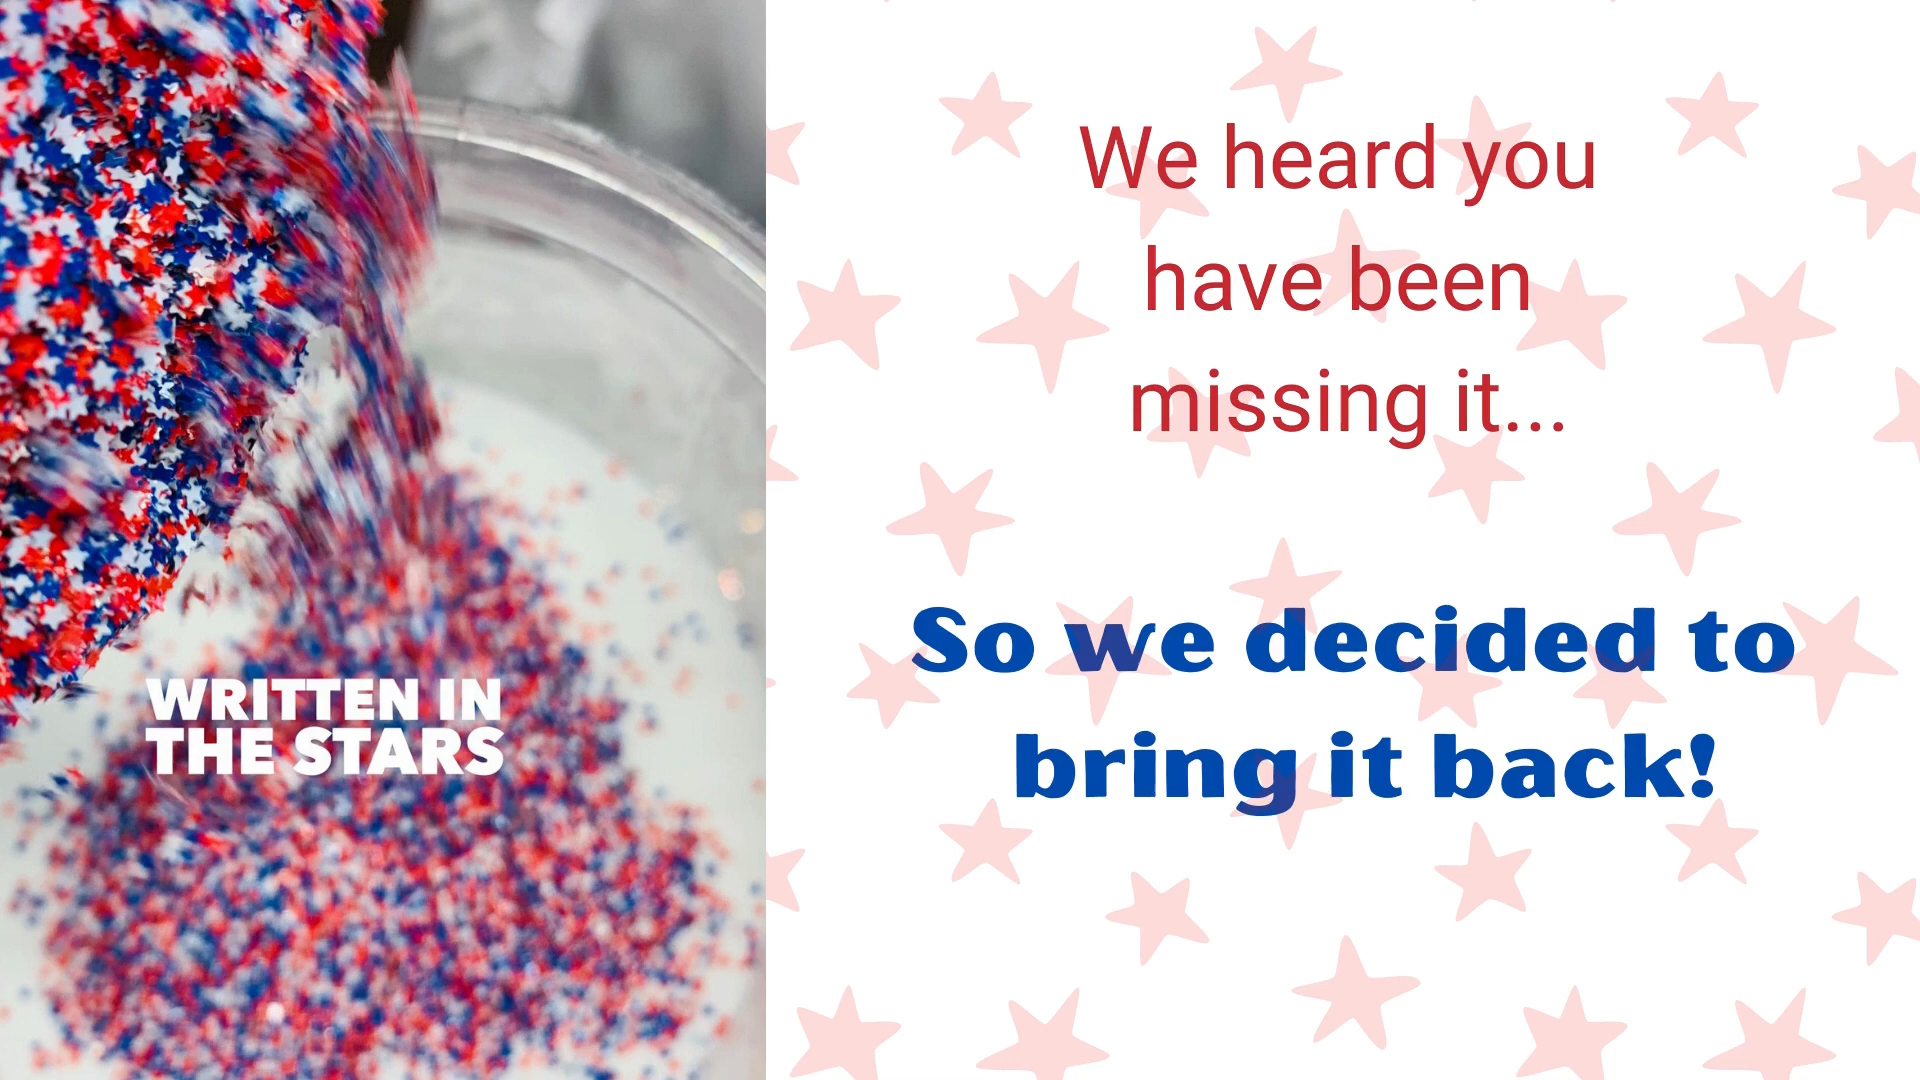 WRITTEN IN
THE STARS
We heard you
have been
missing it...
So we decided to
bring it back!